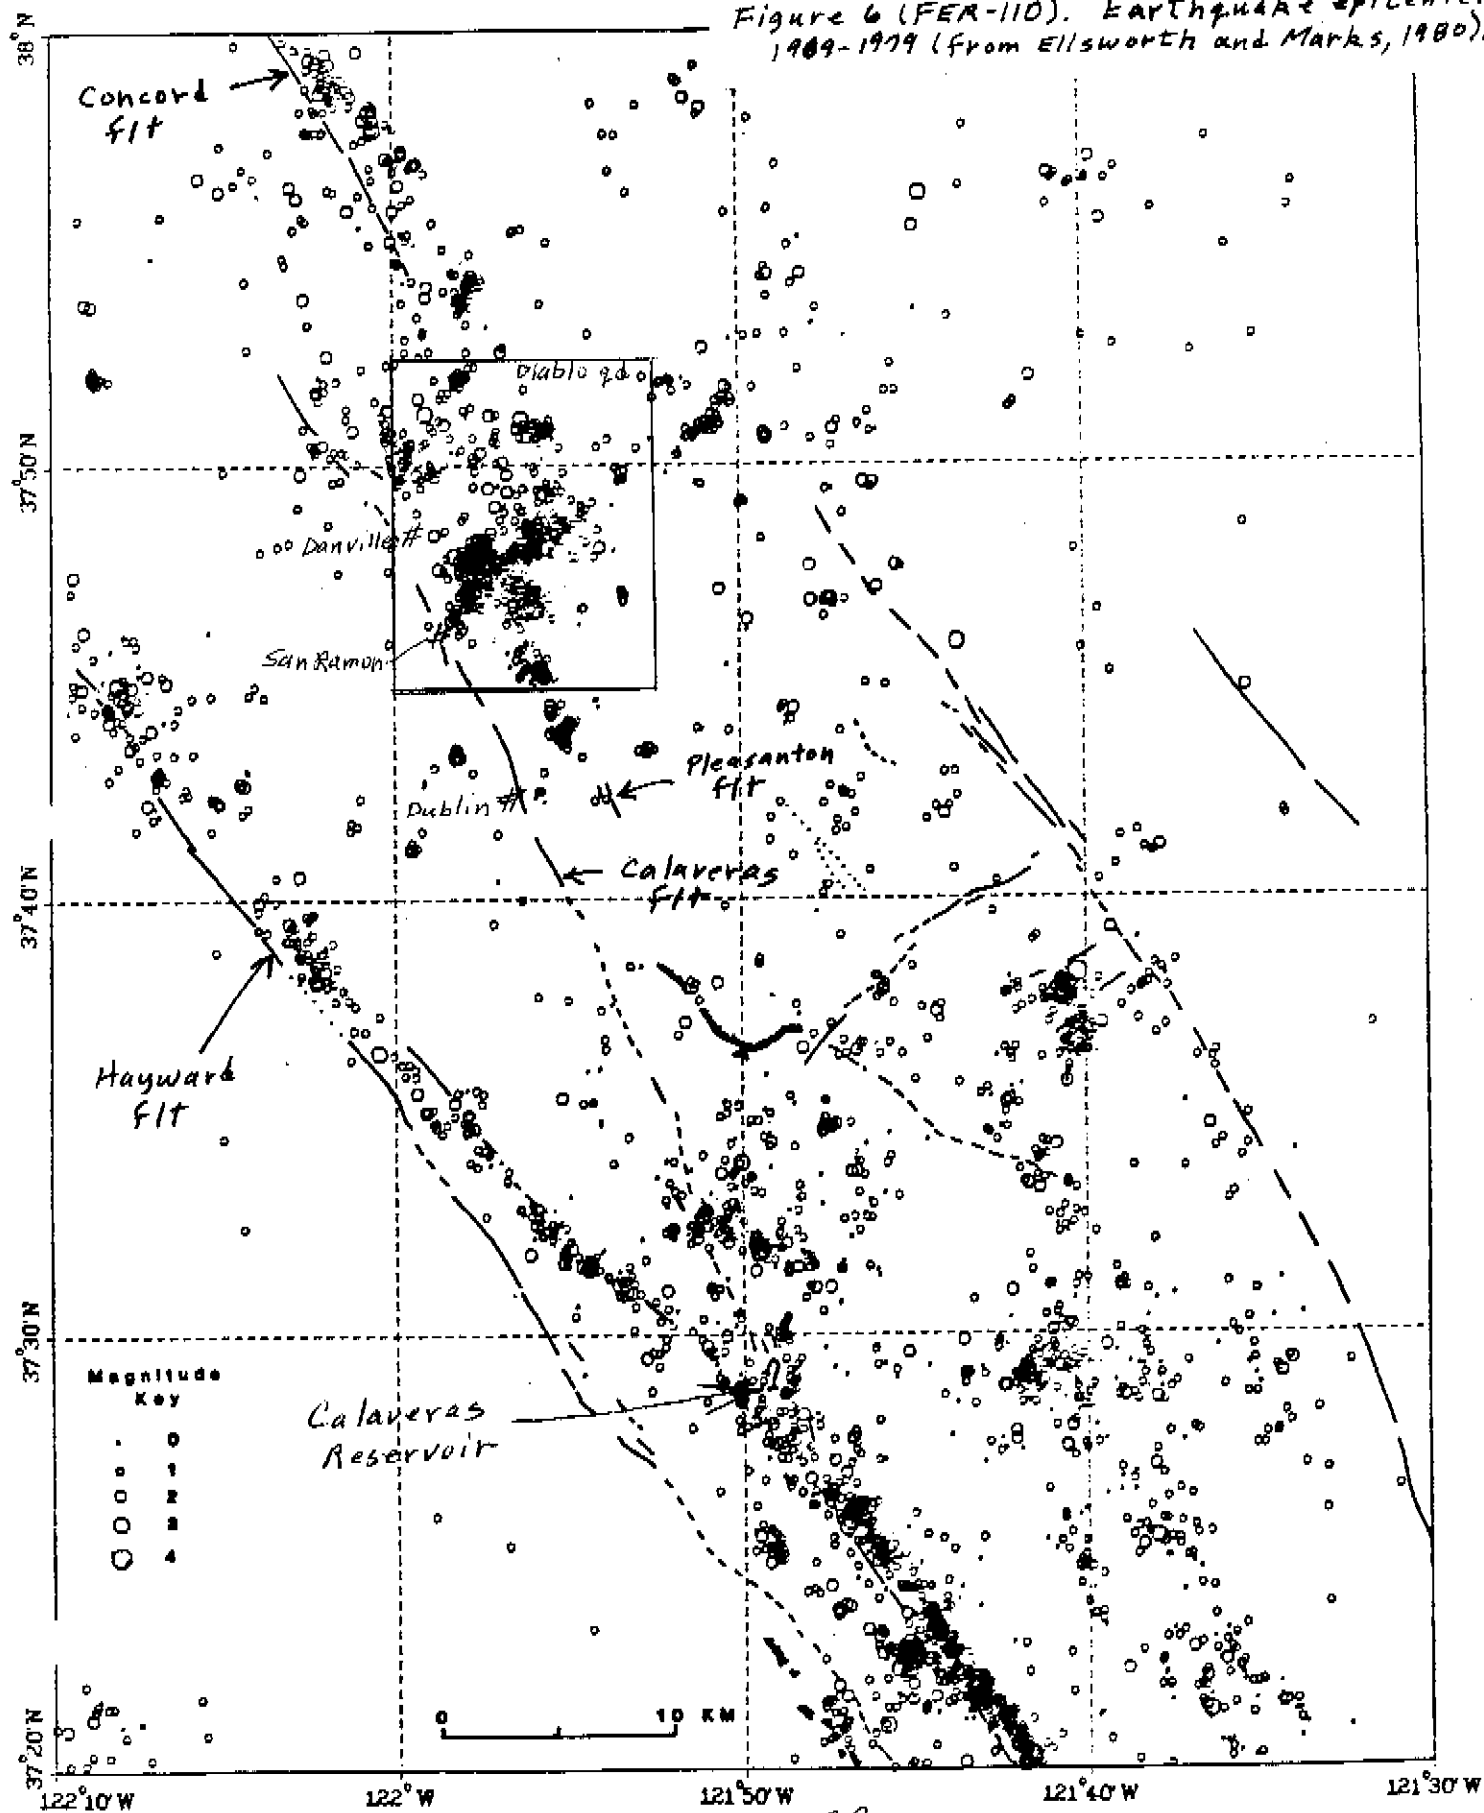 Figure 6 (FER-110). Earthquake
1969-1979 (from Ellsworth and Marks, 1980)
38°N
Concord
flt
Diablo qd
37°50'N
Danville #
San Ramon
Pleasanton
flt
Dublin #
Calaveras
flt
37°40'N
Hayward
flt
37°30'N
Magnitude
Key
0
1
2
3
4
Calaveras
Reservoir
0 10 KM
37°20'N
122°10'W 122°W 121°50'W 121°40'W 121°30'W